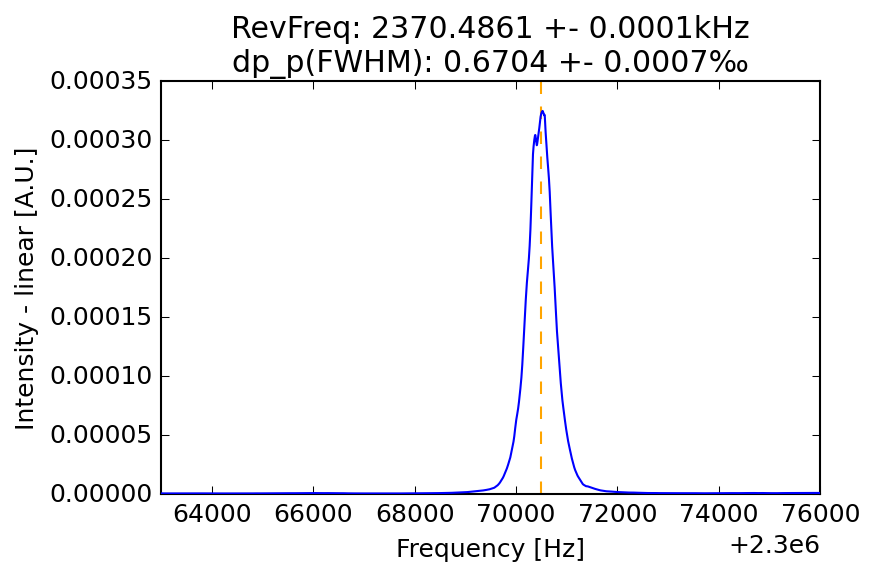 RevFreq: 2370.4861 +- 0.0001kHz
dp_p(FWHM): 0.6704 +- 0.0007‰
0.00035
0.00030
0.00025
0.00020
0.00015
0.00010
0.00005
0.00000
Intensity - linear [A.U.]
64000 66000 68000 70000 72000 74000 76000
+2.3e6
Frequency [Hz]